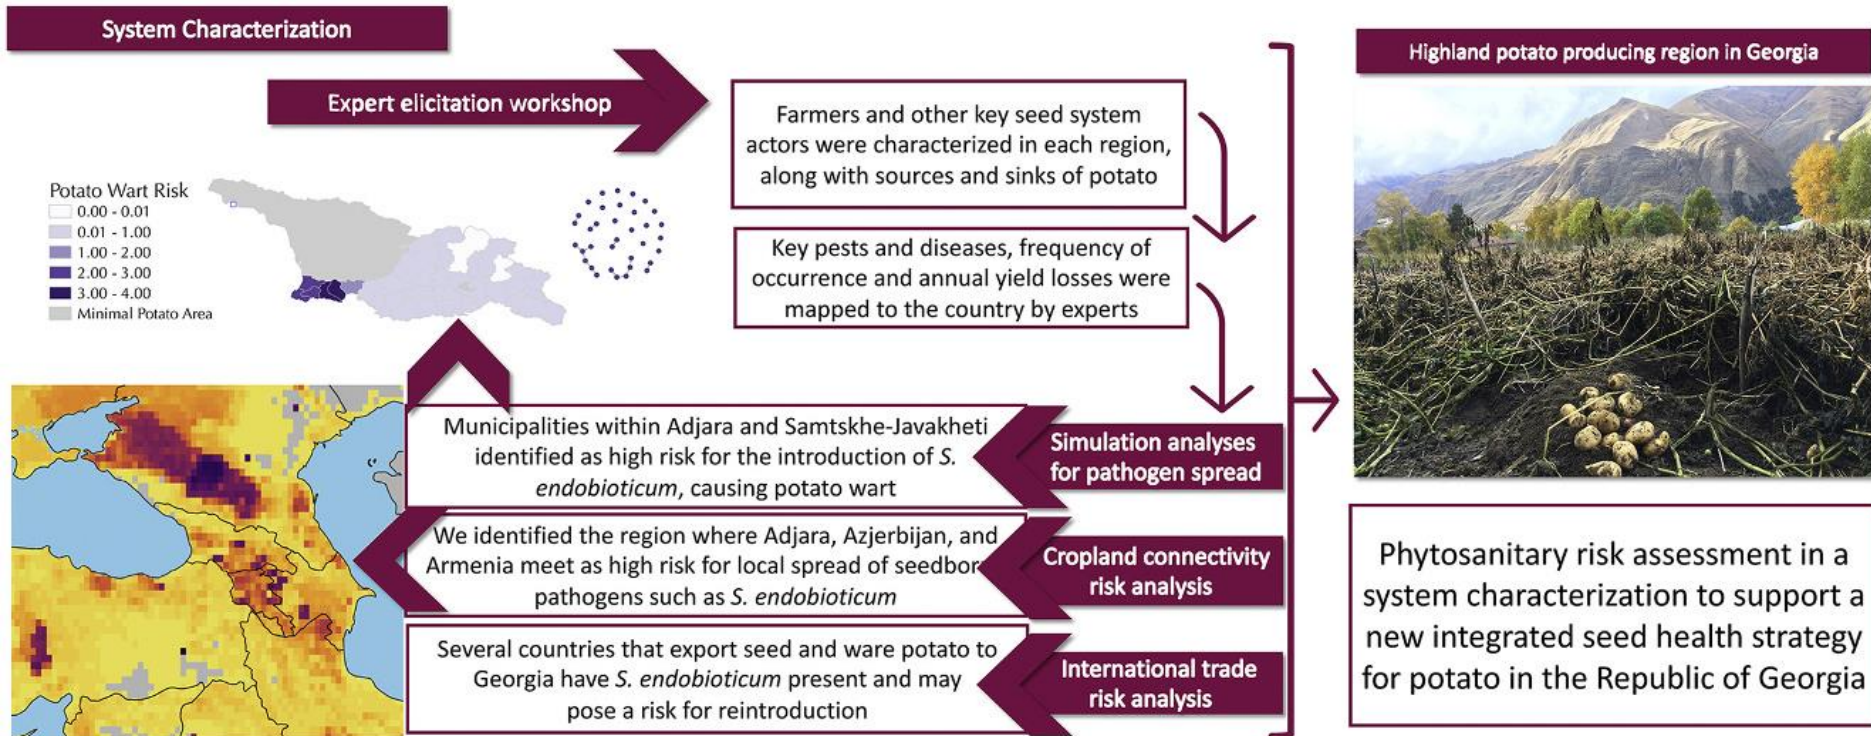 System Characterization
Expert elicitation workshop
Farmers and other key seed system
actors were characterized in each region,
along with sources and sinks of potato
Potato Wart Risk
0.00 - 0.01
0.01 - 1.00
1.00 - 2.00
2.00 - 3.00
3.00 - 4.00
Minimal Potato Area
Key pests and diseases, frequency of
occurrence and annual yield losses were
mapped to the country by experts
Municipalities within Adjara and Samtskhe-Javakheti
identified as high risk for the introduction of S.
endobioticum, causing potato wart
Simulation analyses
for pathogen spread
We identified the region where Adjara, Azjerbijan, and
Armenia meet as high risk for local spread of seedbor
pathogens such as S. endobioticum
Cropland connectivity
risk analysis
Several countries that export seed and ware potato to
Georgia have S. endobioticum present and may
pose a risk for reintroduction
International trade
risk analysis
Highland potato producing region in Georgia
Phytosanitary risk assessment in a
system characterization to support a
new integrated seed health strategy
for potato in the Republic of Georgia